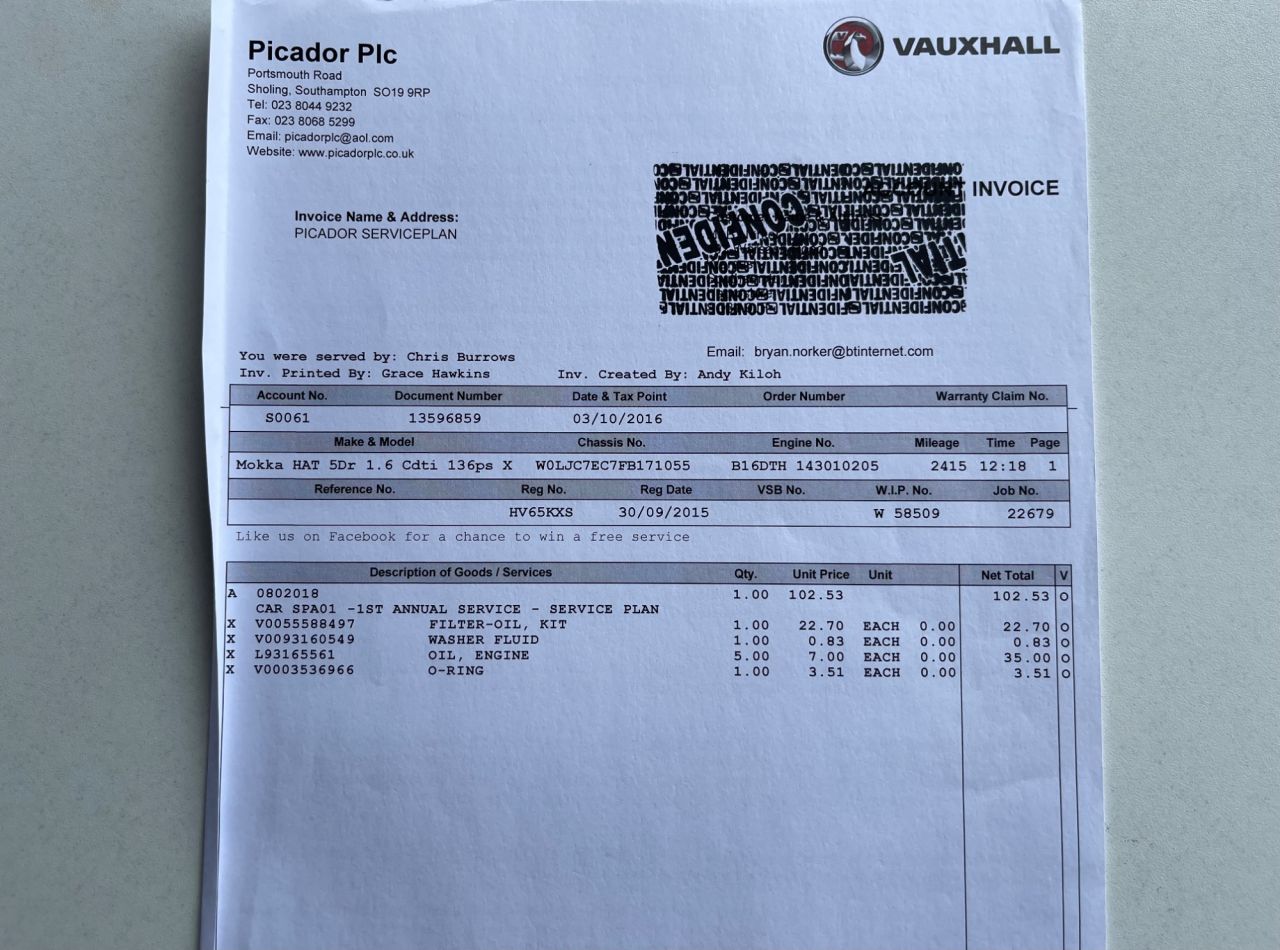 Picador Plc
Portsmouth Road
Sholing, Southampton SO19 9RP
Tel: 023 8044 9232
Fax: 023 8068 5299
Email: picadorplc@aol.com
Website: www.picadorplc.co.uk
VAUXHALL
INVOICE
CONFIDENTIAL
Invoice Name & Address:
PICADOR SERVICEPLAN
Email: bryan.norker@btinternet.com
You were served by: Chris Burrows
Inv. Printed By: Grace Hawkins Inv. Created By: Andy Kiloh
Account No. Document Number Date & Tax Point Order Number Warranty Claim No.
S0061 13596859 03/10/2016
Make & Model Chassis No. Engine No. Mileage Time Page
Mokka HAT 5Dr 1.6 Cdti 136ps X W0LJC7EC7FB171055 B16DTH 143010205 2415 12:18 1
Reference No. Reg No. Reg Date VSB No. W.I.P. No. Job No.
HV65KXS 30/09/2015 W 58509 22679
Like us on Facebook for a chance to win a free service
Description of Goods / Services Qty. Unit Price Unit Net Total V
A 0802018 1.00 102.53 102.53 O
CAR SPA01 -1ST ANNUAL SERVICE - SERVICE PLAN
X V0055588497 FILTER-OIL, KIT 1.00 22.70 EACH 0.00 22.70 O
X V0093160549 WASHER FLUID 1.00 0.83 EACH 0.00 0.83 O
X L93165561 OIL, ENGINE 5.00 7.00 EACH 0.00 35.00 O
X V0003536966 O-RING 1.00 3.51 EACH 0.00 3.51 O